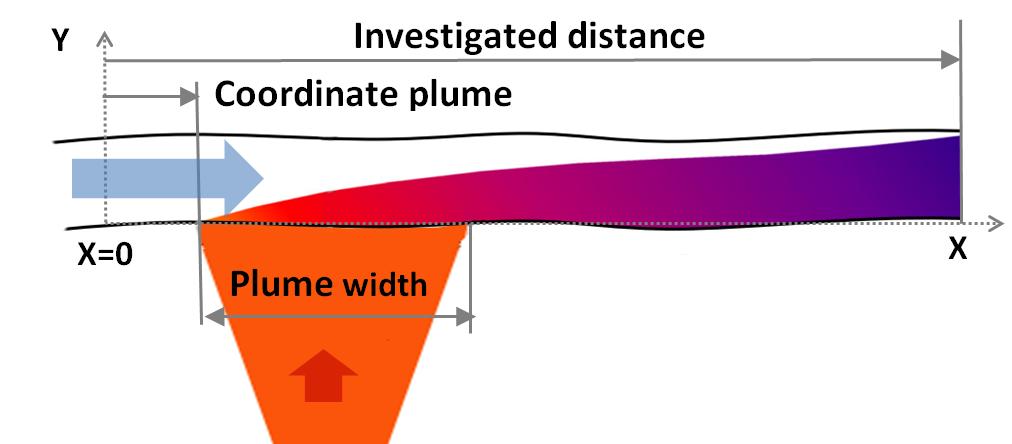 Y
Investigated distance
Coordinate plume
X=0
X
Plume width